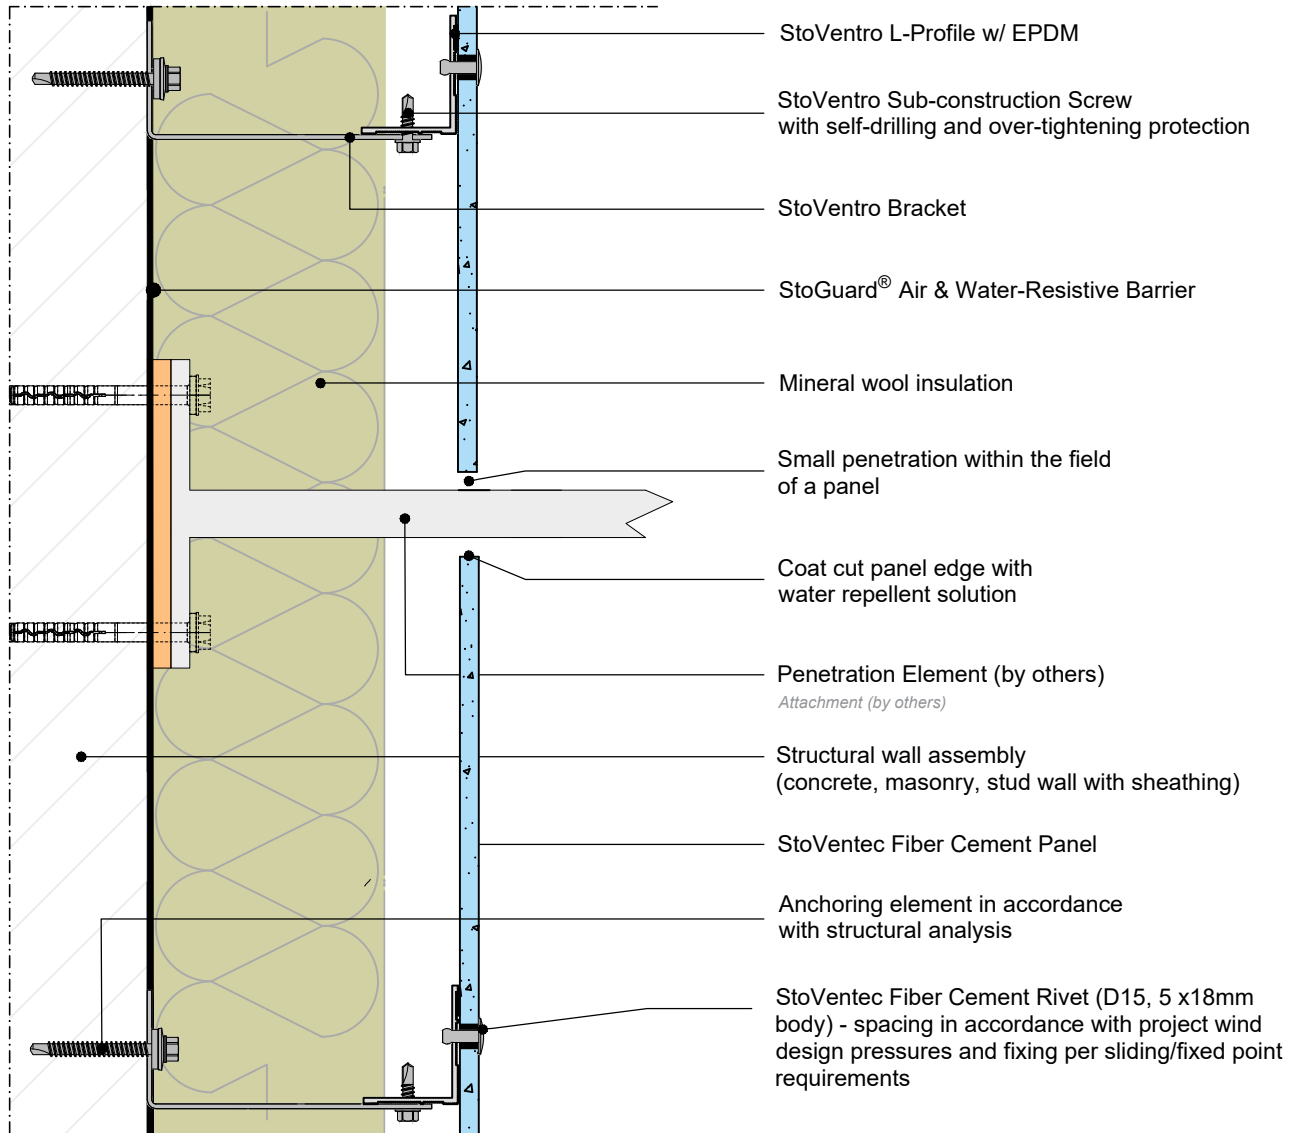 StoVentro L-Profile w/ EPDM
StoVentro Sub-construction Screw
with self-drilling and over-tightening protection
StoVentro Bracket
StoGuard® Air & Water-Resistive Barrier
Mineral wool insulation
Small penetration within the field
of a panel
Coat cut panel edge with
water repellent solution
Penetration Element (by others)
Attachment (by others)
Structural wall assembly
(concrete, masonry, stud wall with sheathing)
StoVentec Fiber Cement Panel
Anchoring element in accordance
with structural analysis
StoVentec Fiber Cement Rivet (D15, 5 x18mm
body) - spacing in accordance with project wind
design pressures and fixing per sliding/fixed point
requirements